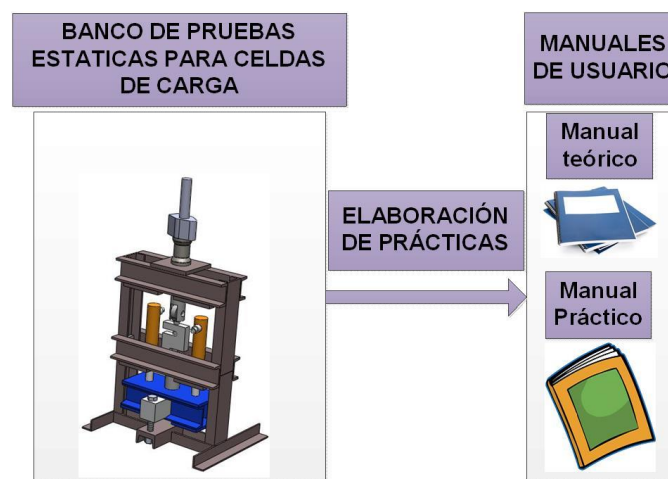 BANCO DE PRUEBAS
ESTATICAS PARA CELDAS
DE CARGA
MANUALES
DE USUARIO
Manual
teórico
ELABORACIÓN
DE PRÁCTICAS
Manual
Práctico